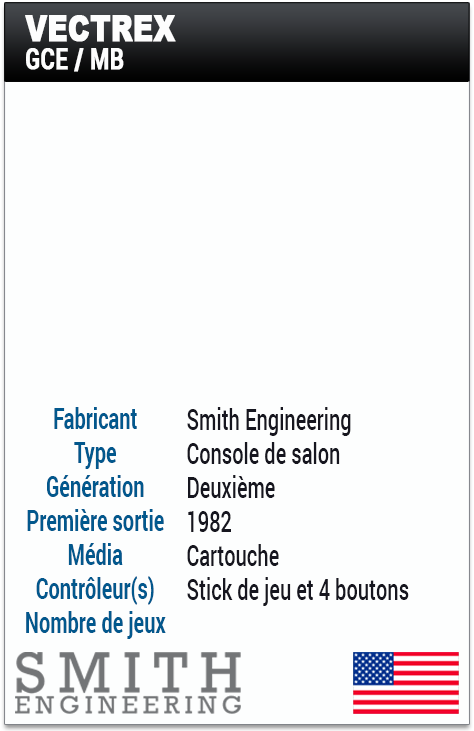 VECTREX
GCE / MB
Fabricant Smith Engineering
Type Console de salon
Génération Deuxième
Première sortie 1982
Média Cartouche
Contrôleur(s) Stick de jeu et 4 boutons
Nombre de jeux
SMITH
ENGINEERING